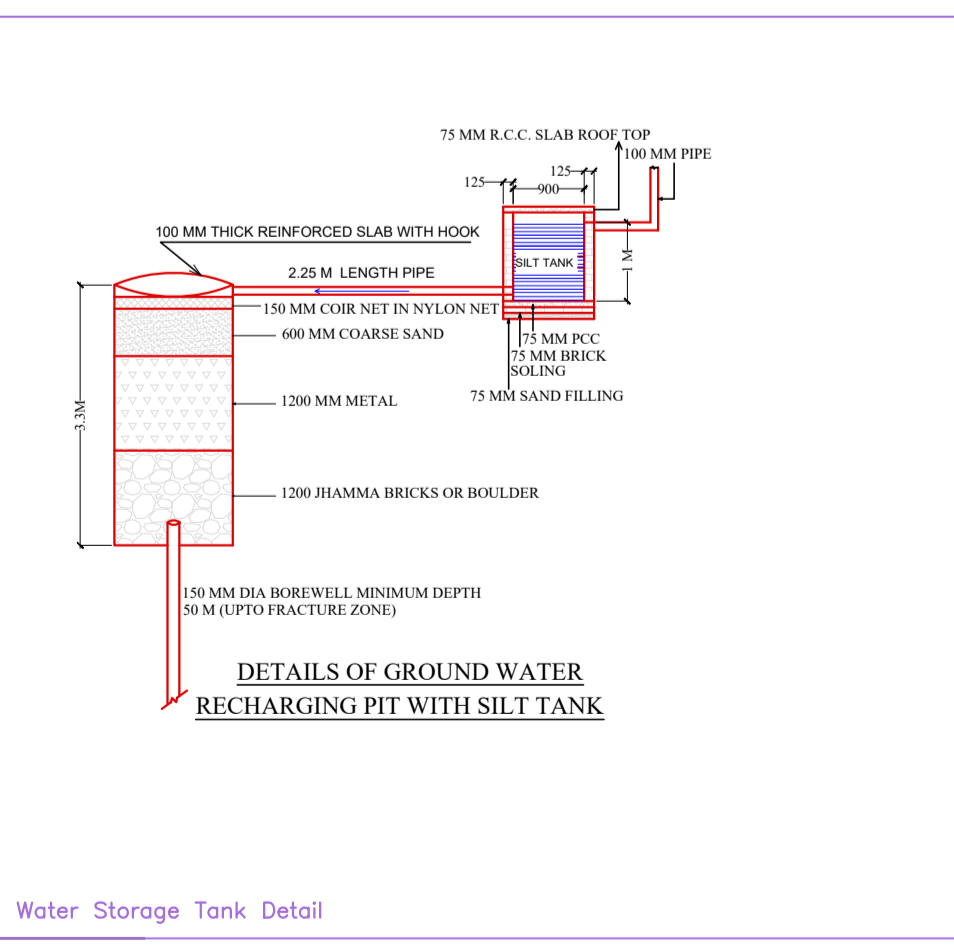 75 MM R.C.C. SLAB ROOF TOP
100 MM PIPE
125
125
900
100 MM THICK REINFORCED SLAB WITH HOOK
SILT TANK
1 M
2.25 M LENGTH PIPE
150 MM COIR NET IN NYLON NET
600 MM COARSE SAND
75 MM PCC
75 MM BRICK
SOLING
75 MM SAND FILLING
1200 MM METAL
3.3M
1200 JHAMMA BRICKS OR BOULDER
150 MM DIA BOREWELL MINIMUM DEPTH
50 M (UPTO FRACTURE ZONE)
DETAILS OF GROUND WATER
RECHARGING PIT WITH SILT TANK
Water Storage Tank Detail